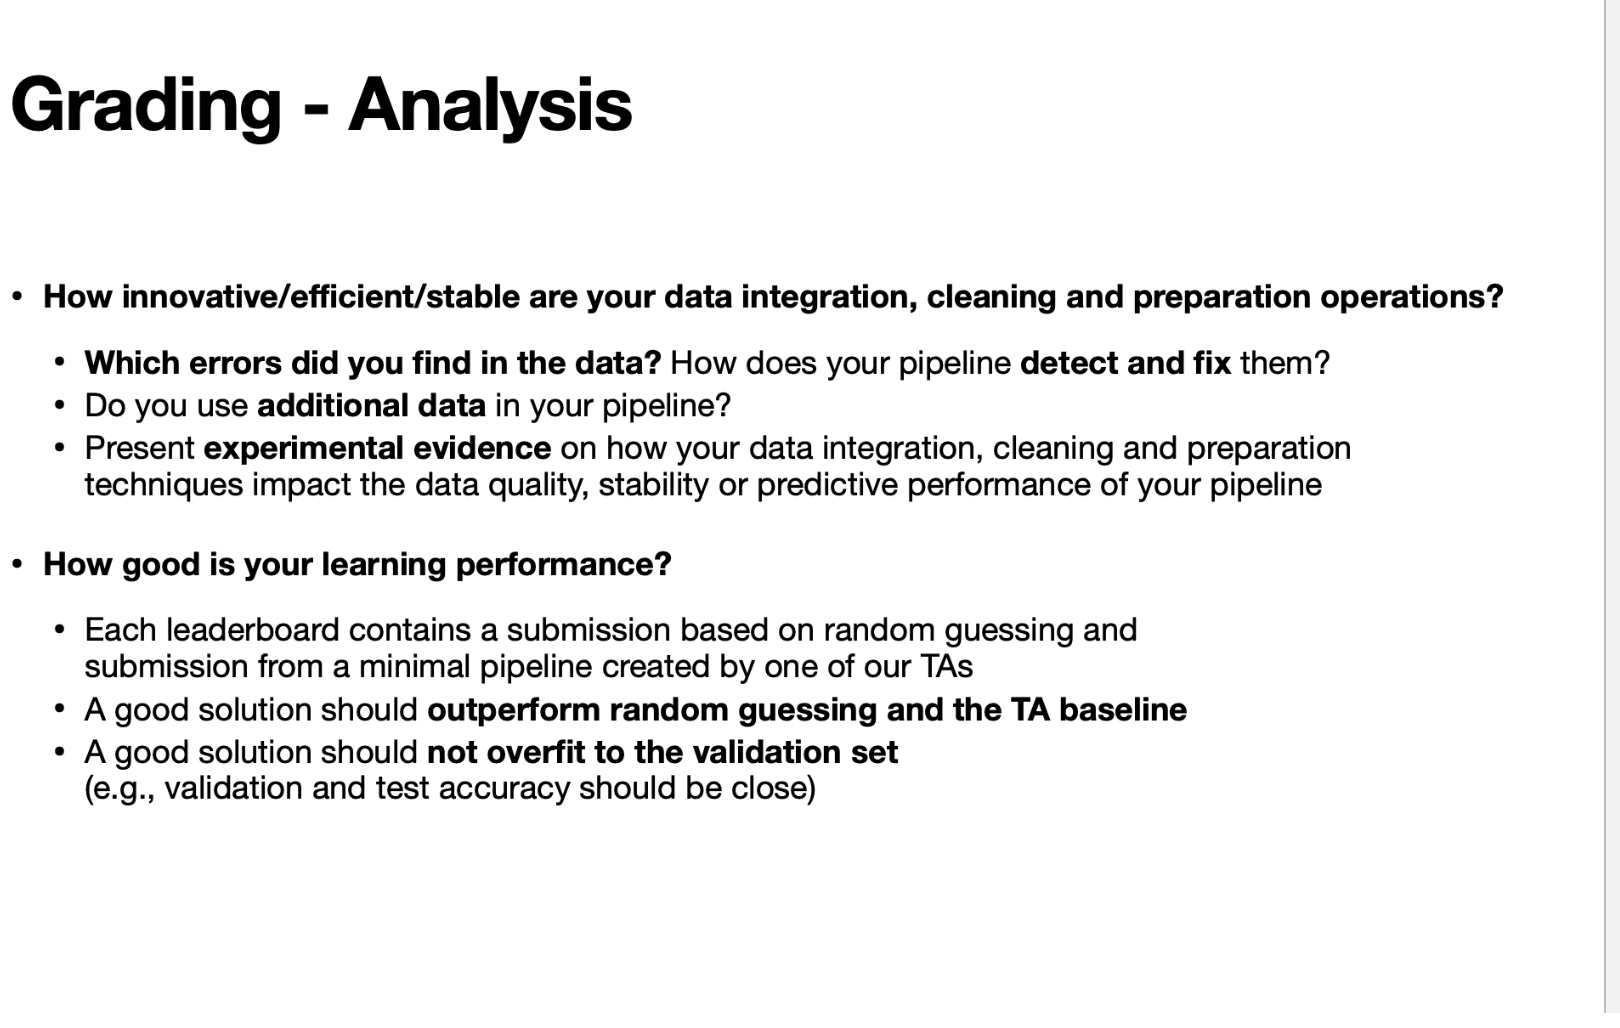 Grading - Analysis
• How innovative/efficient/stable are your data integration, cleaning and preparation operations?
• Which errors did you find in the data? How does your pipeline detect and fix them?
• Do you use additional data in your pipeline?
• Present experimental evidence on how your data integration, cleaning and preparation
techniques impact the data quality, stability or predictive performance of your pipeline
• How good is your learning performance?
• Each leaderboard contains a submission based on random guessing and
submission from a minimal pipeline created by one of our TAs
• A good solution should outperform random guessing and the TA baseline
• A good solution should not overfit to the validation set
(e.g., validation and test accuracy should be close)